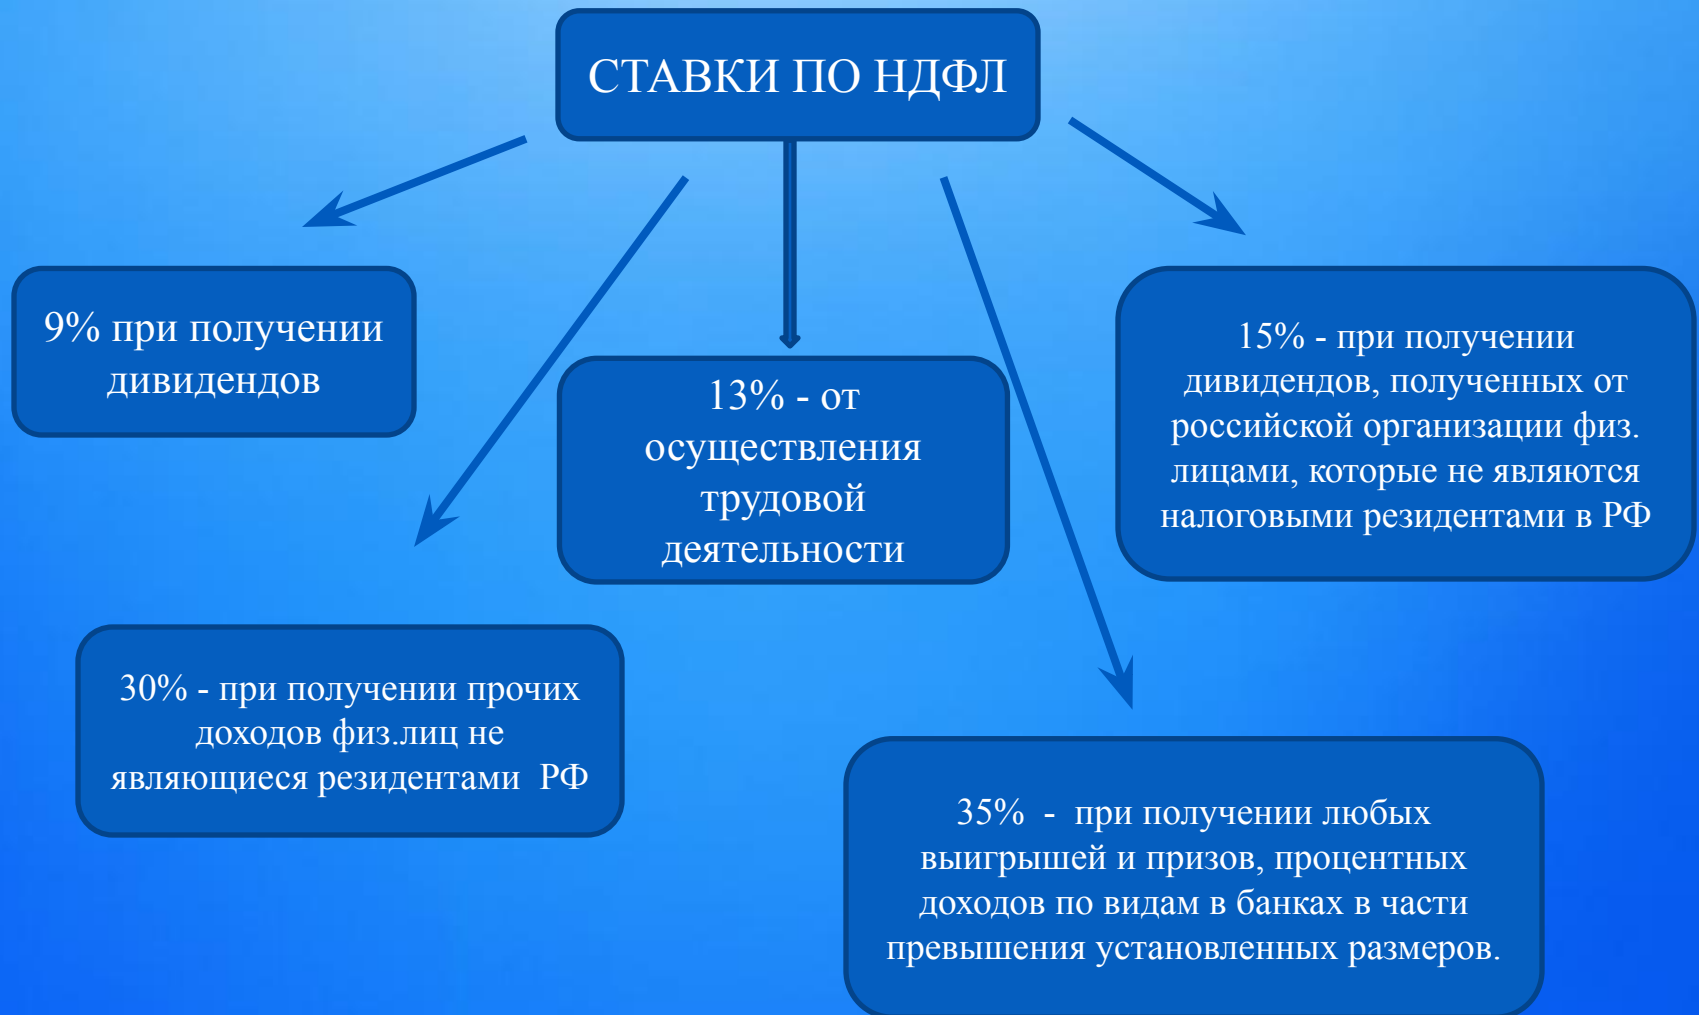 СТАВКИ ПО НДФЛ
9% при получении
дивидендов
13% - от
осуществления
трудовой
деятельности
15% - при получении
дивидендов, полученных от
российской организации физ.
лицами, которые не являются
налоговыми резидентами в РФ
30% - при получении прочих
доходов физ.лиц не
являющиеся резидентами  РФ
35%  -  при получении любых
выигрышей и призов, процентных
доходов по видам в банках в части
превышения установленных размеров.